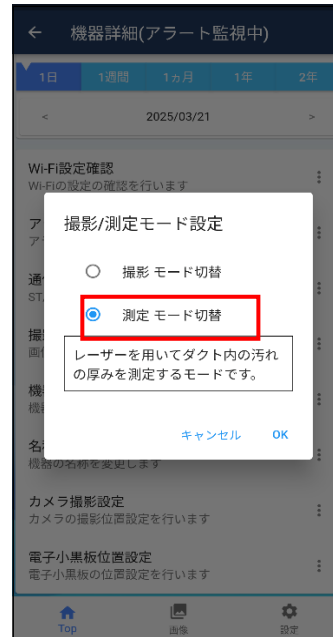 機器詳細(アラート監視中)
1日 1週間 1ヵ月 1年 2年
< 2025/03/21 >
Wi-Fi設定確認
Wi-Fiの設定の確認を行います
ア
ア
撮影/測定モード設定
通
ST
撮影 モード切替
測定 モード切替
撮
画
レーザーを用いてダクト内の汚れ
の厚みを測定するモードです。
機
機
キャンセル OK
名
機器の名称を変更します
カメラ撮影設定
カメラの撮影位置設定を行います
電子小黒板位置設定
電子小黒板の位置設定を行います
Top 画像 設定